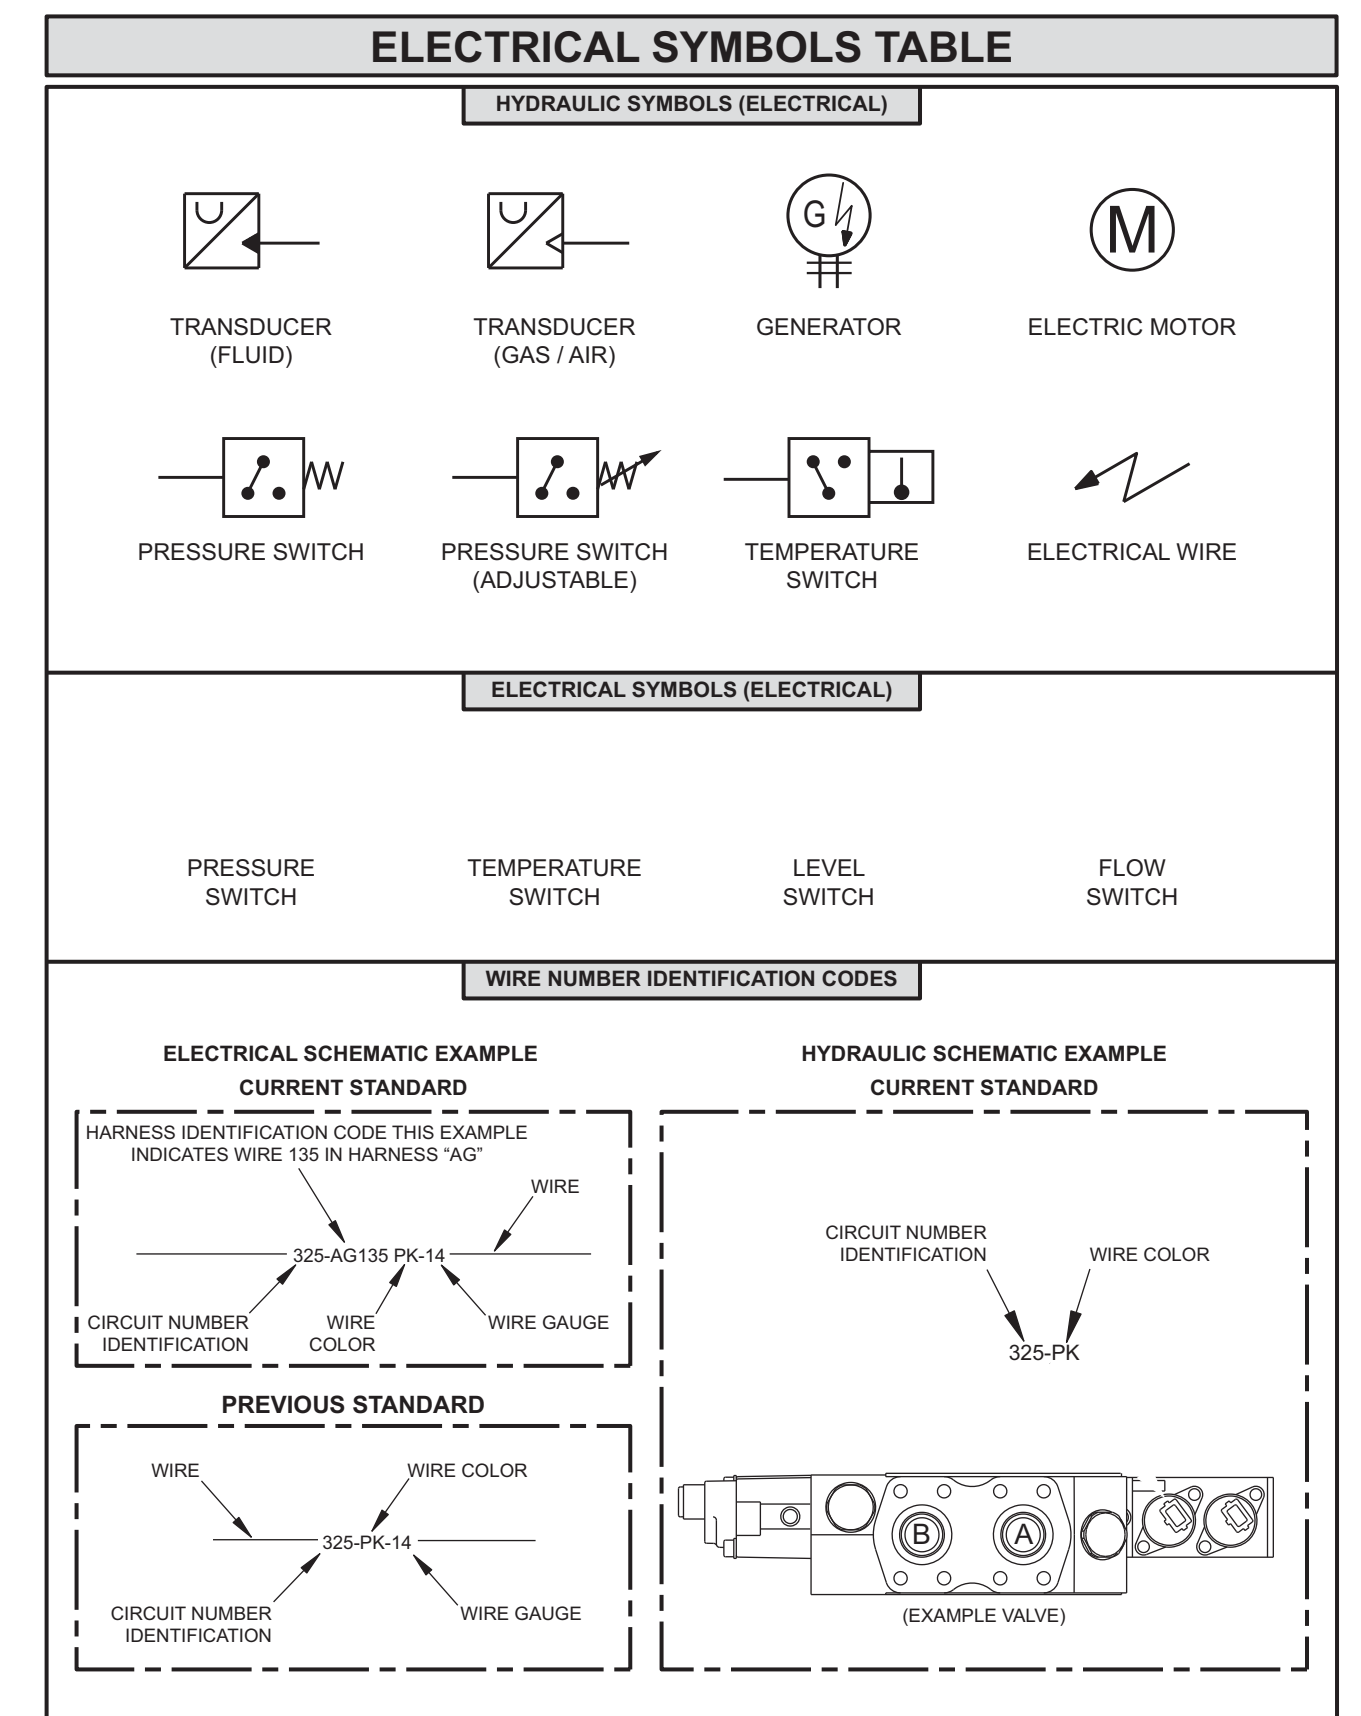 ELECTRICAL SYMBOLS TABLE
HYDRAULIC SYMBOLS (ELECTRICAL)
G
M
TRANSDUCER
(FLUID)
TRANSDUCER
(GAS / AIR)
GENERATOR
ELECTRIC MOTOR
PRESSURE SWITCH
PRESSURE SWITCH
(ADJUSTABLE)
TEMPERATURE
SWITCH
ELECTRICAL WIRE
ELECTRICAL SYMBOLS (ELECTRICAL)
PRESSURE
SWITCH
TEMPERATURE
SWITCH
LEVEL
SWITCH
FLOW
SWITCH
WIRE NUMBER IDENTIFICATION CODES
ELECTRICAL SCHEMATIC EXAMPLE
CURRENT STANDARD
HARNESS IDENTIFICATION CODE THIS EXAMPLE
INDICATES WIRE 135 IN HARNESS “AG”
WIRE
325-AG135 PK-14
CIRCUIT NUMBER
IDENTIFICATION
WIRE
COLOR
WIRE GAUGE
PREVIOUS STANDARD
WIRE
WIRE COLOR
325-PK-14
CIRCUIT NUMBER
IDENTIFICATION
WIRE GAUGE
HYDRAULIC SCHEMATIC EXAMPLE
CURRENT STANDARD
CIRCUIT NUMBER
IDENTIFICATION
WIRE COLOR
325-PK
B
A
(EXAMPLE VALVE)